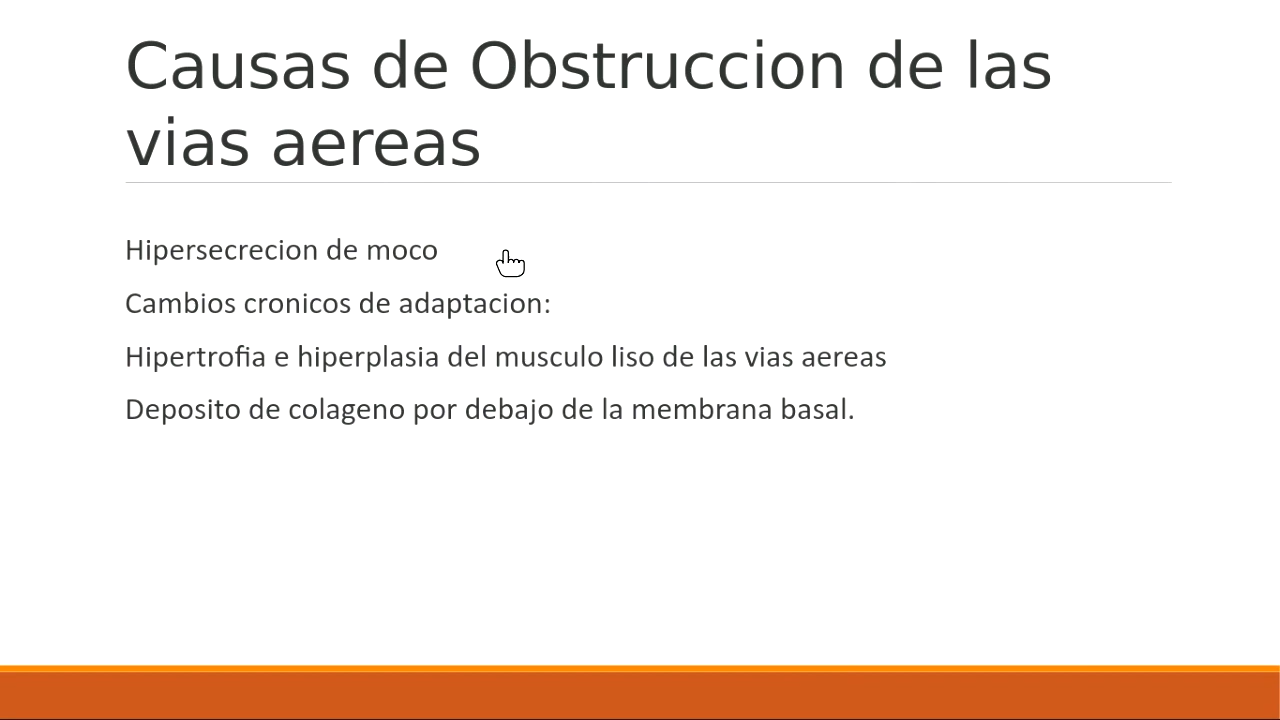 Causas de Obstruccion de las
vias aereas
Hipersecrecion de moco
Cambios cronicos de adaptacion:
Hipertrofia e hiperplasia del musculo liso de las vias aereas
Deposito de colageno por debajo de la membrana basal.